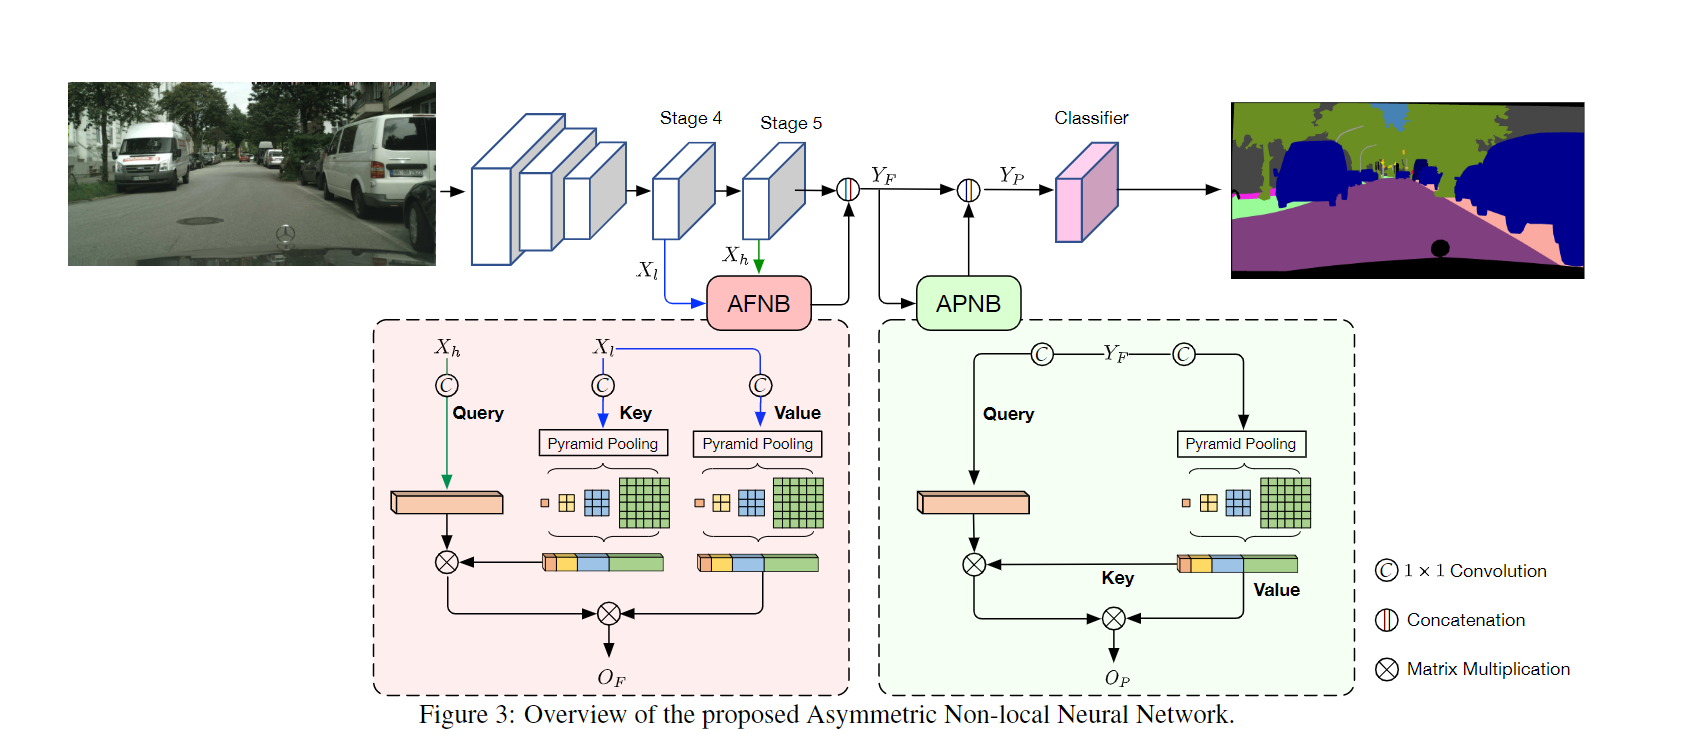 Stage 4
Stage 5
Classifier
Y_F
Y_P
X_l
X_h
AFNB
APNB
X_h
X_l
C
C
C
Query
Key
Value
Pyramid Pooling
Pyramid Pooling
O_F
C
Y_F
C
Query
Pyramid Pooling
Key
Value
O_P
C 1 × 1 Convolution
Concatenation
Matrix Multiplication
Figure 3: Overview of the proposed Asymmetric Non-local Neural Network.